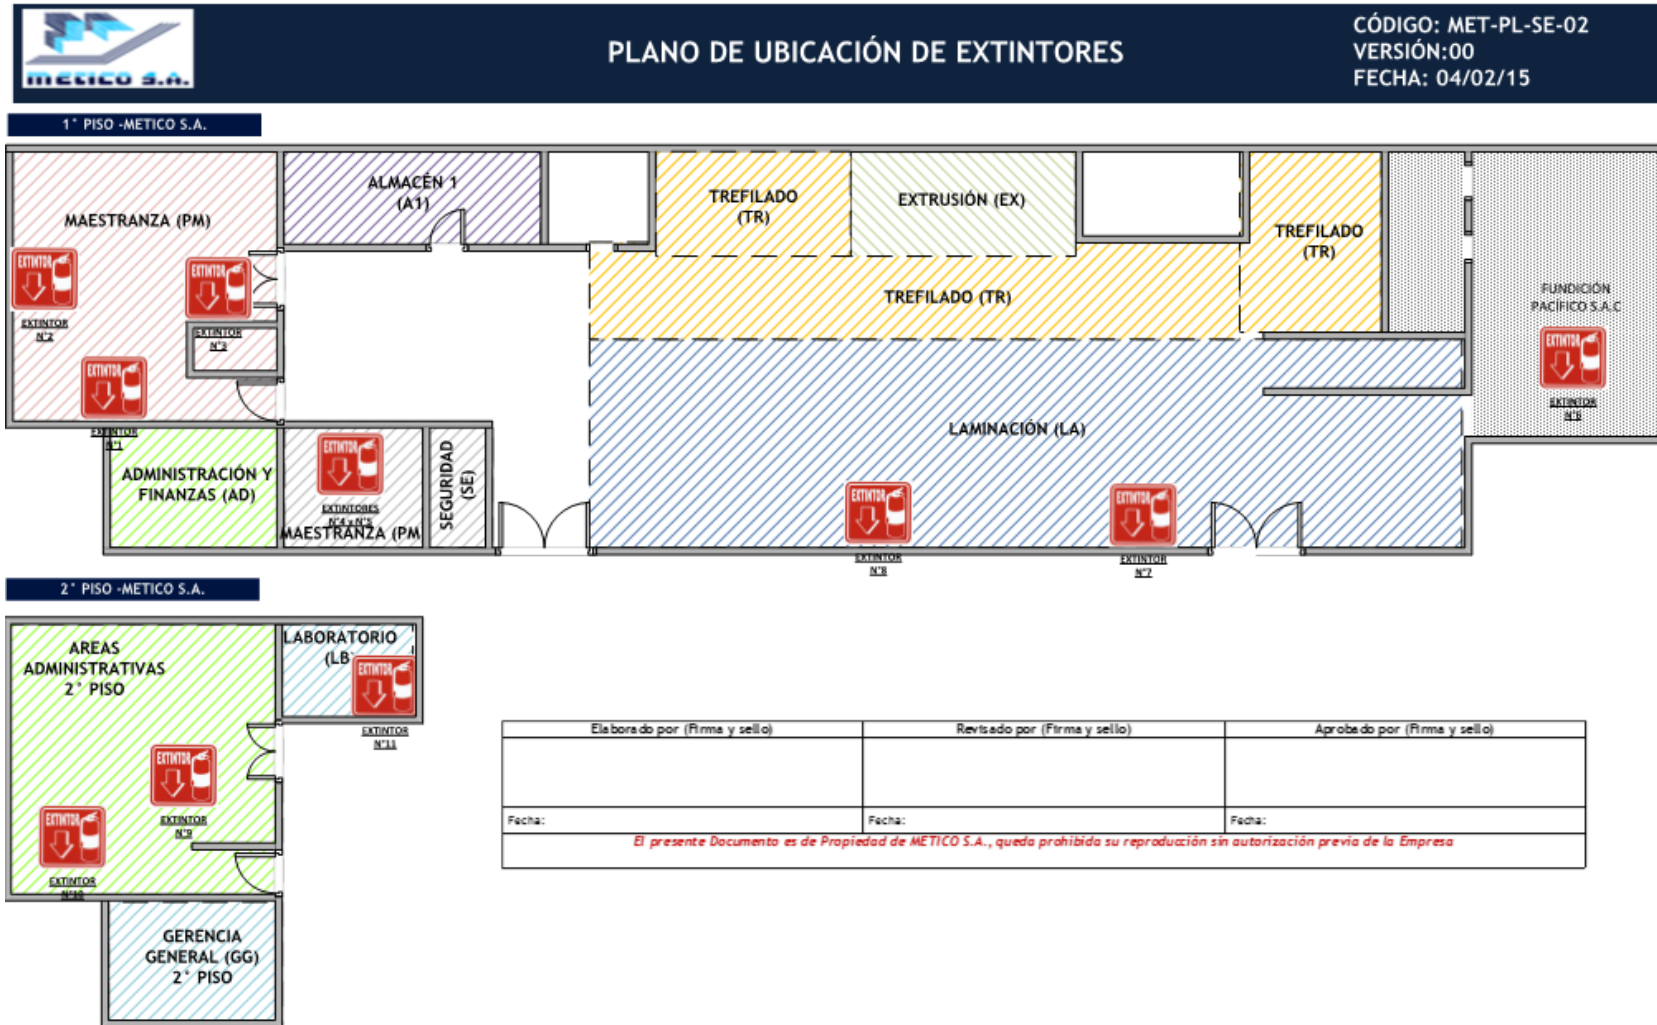 METICO S.A.
PLANO DE UBICACIÓN DE EXTINTORES
CÓDIGO: MET-PL-SE-02
VERSIÓN:00
FECHA: 04/02/15
1° PISO -METICO S.A.
MAESTRANZA (PM)
ALMACÉN 1
(A1)
TREFILADO
(TR)
EXTRUSIÓN (EX)
TREFILADO
(TR)
TREFILADO (TR)
FUNDICIÓN
PACÍFICO S.A.C
EXTINTOR
EXTINTOR
N°2
EXTINTOR
EXTINTOR
N°3
EXTINTOR
EXTINTOR
N°1
EXTINTOR
EXTINTOR
N°6
LAMINACIÓN (LA)
ADMINISTRACIÓN Y
FINANZAS (AD)
EXTINTOR
EXTINTORES
N°4 y N°5
MAESTRANZA (PM
SEGURIDAD
(SE)
EXTINTOR
EXTINTOR
N°8
EXTINTOR
EXTINTOR
N°7
2° PISO -METICO S.A.
AREAS
ADMINISTRATIVAS
2° PISO
LABORATORIO
(LB
EXTINTOR
EXTINTOR
N°11
EXTINTOR
EXTINTOR
N°9
EXTINTOR
EXTINTOR
N°10
GERENCIA
GENERAL (GG)
2° PISO
Elaborado por (Firma y sello)
Revisado por (Firma y sello)
Aprobado por (Firma y sello)
Fecha:
Fecha:
Fecha:
El presente Documento es de Propiedad de METICO S.A., queda prohibida su reproducción sin autorización previa de la Empresa